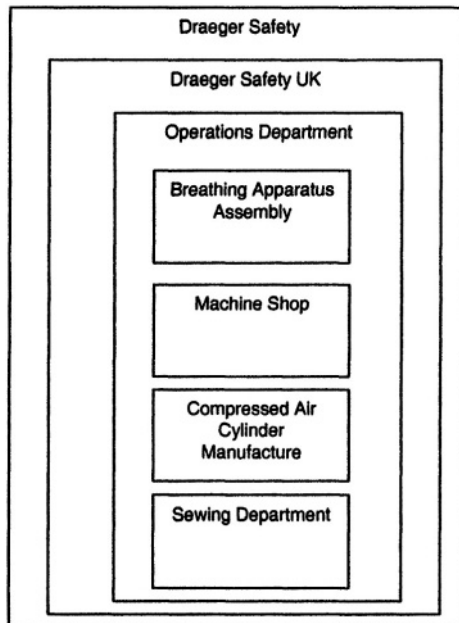 Draeger Safety
Draeger Safety UK
Operations Department
Breathing Apparatus
Assembly
Machine Shop
Compressed Air
Cylinder
Manufacture
Sewing Department